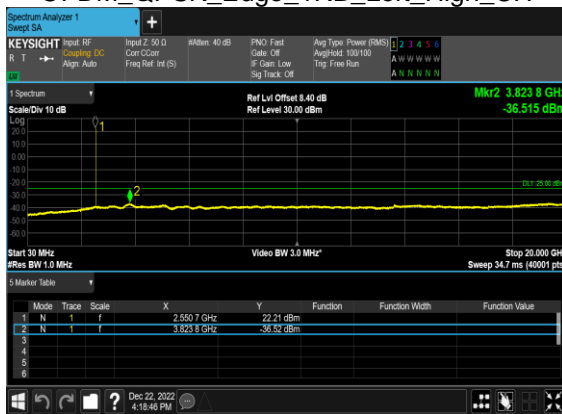 Spectrum Analyzer 1
Swept SA
KEYSIGHT Input: RF Input Z: 50 Ω #Atten: 40 dB PNO: Fast Avg Type: Power (RMS) 1 2 3 4 5 6
R T Coupling: DC Corr CCorr Gate: Off Avg|Hold: 100/100 A W W W W W
Align: Auto Freq Ref: Int (S) IF Gain: Low Trig: Free Run
LU Sig Track: Off A N N N N N
1 Spectrum Ref Lvl Offset 8.40 dB Mkr2 3.823 8 GHz
Scale/Div 10 dB Ref Level 30.00 dBm -36.515 dBm
Log
1
20.0
10.0
0.00
-10.0
-20.0
DL1 -25.00 dBm
-30.0
2
-40.0
-50.0
-60.0
Start 30 MHz Video BW 3.0 MHz* Stop 20.000 GHz
#Res BW 1.0 MHz Sweep 34.7 ms (40001 pts)
5 Marker Table
Mode Trace Scale X Y Function Function Width Function Value
1 N 1 f 2.550 7 GHz 22.21 dBm
2 N 1 f 3.823 8 GHz -36.52 dBm
3
4
5
6
Dec 22, 2022
4:18:46 PM